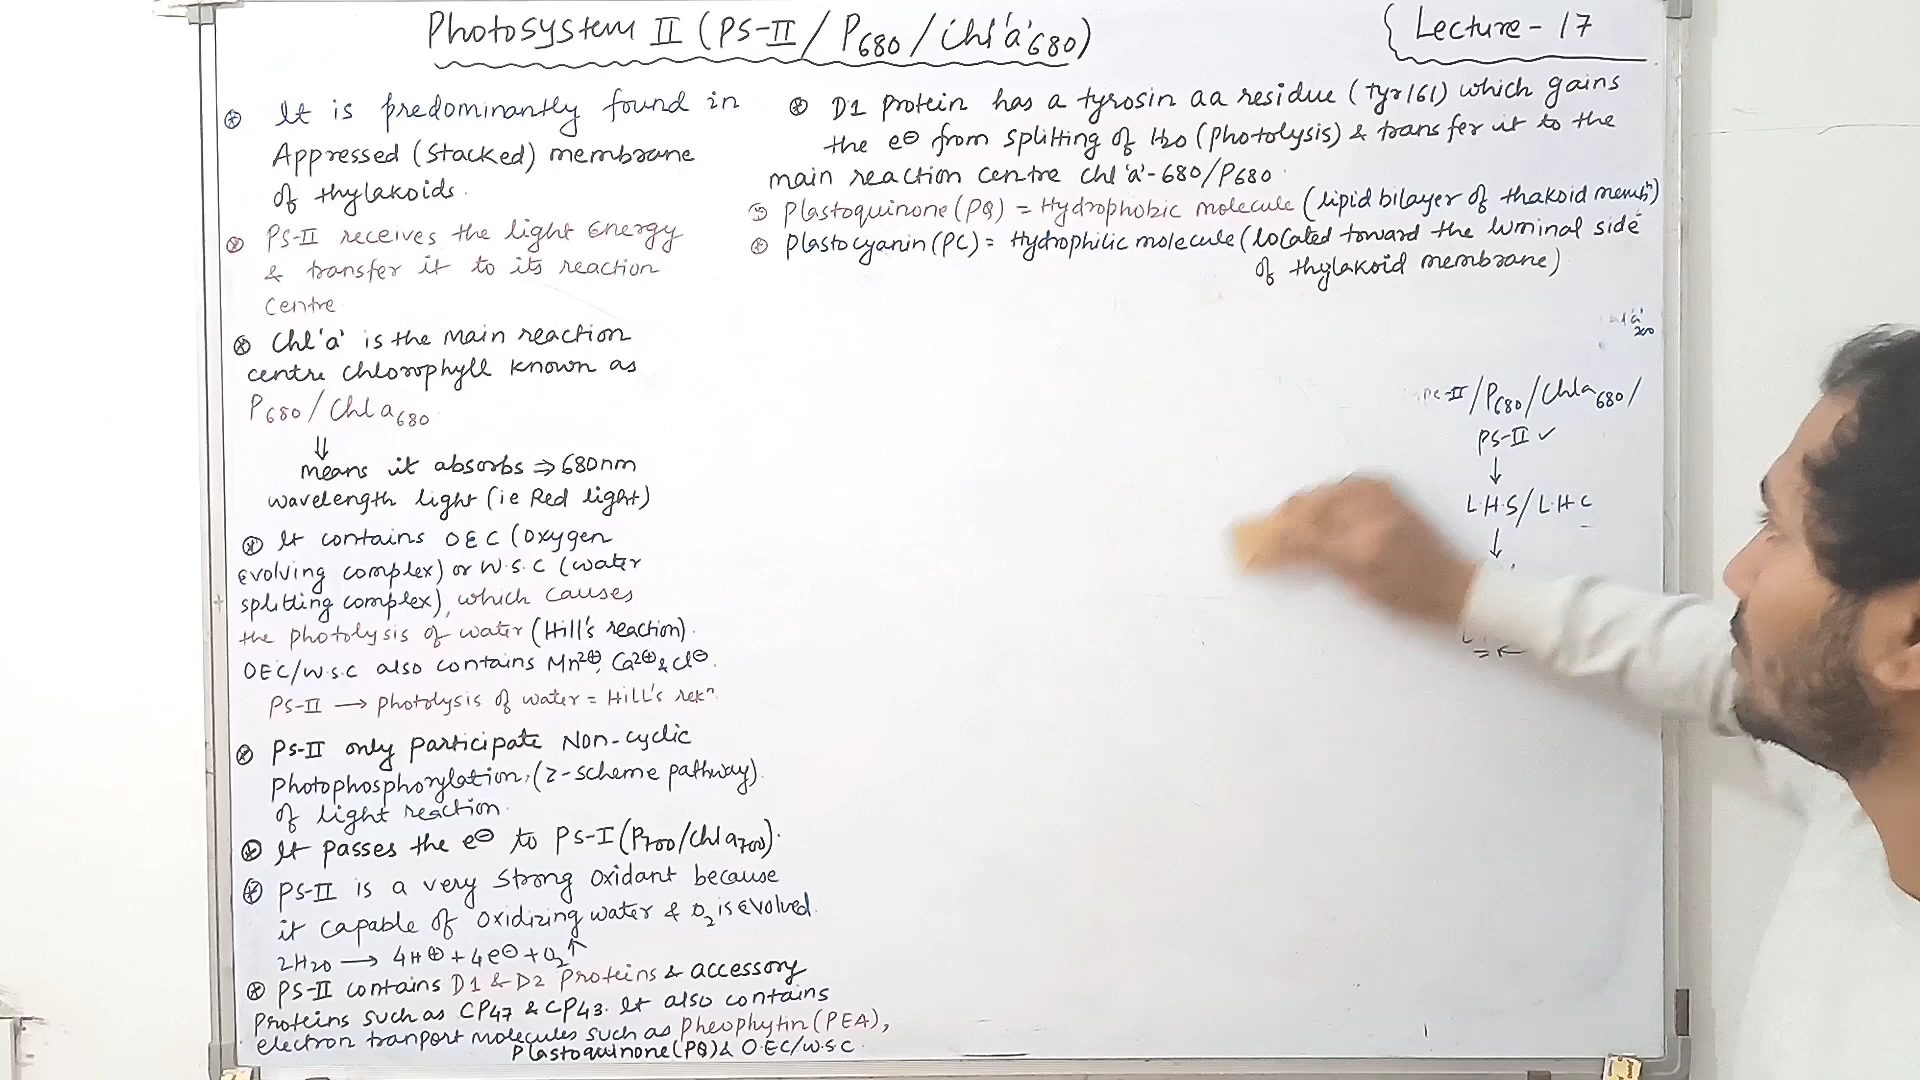 Photosystem II (PS-II/P680/Chl'a'680)
Lecture-17
It is predominantly found in
Appressed (Stacked) membrane
of thylakoids.
PS-II receives the light Energy
& transfer it to its reaction
Centre
Chl'a' is the Main reaction
centre chlorophyll known as
P680/Chl a680
⇓
means it absorbs ⇒ 680nm
wavelength light (ie Red light)
It contains OEC (Oxygen
Evolving complex) or W.S.C (water
splitting complex), which causes
the photolysis of water (Hill's reaction).
OEC/W.S.C also contains Mn2⊕, Ca2⊕ & Cl⊖.
PS-II → Photolysis of water = Hill's rekn
PS-II only participate Non-cyclic
Photophosphorylation, (Z-scheme pathway)
of light reaction.
It passes the e⊖ to PS-I (P700/Chl a700).
PS-II is a very strong oxidant because
it capable of oxidizing water & O2 is Evolved.
2H2O → 4H⊕ + 4e⊖ + O2↑
PS-II contains D1 & D2 Proteins & accessory
Proteins such as CP47 & CP43. It also contains
electron tranport molecules such as Pheophytin (PEA),
Plastoquinone (PQ) & O.EC/W.S.C.
D1 Protein has a tyrosin aa residue (Tyr161) which gains
the e⊖ from splitting of H2O (Photolysis) & transfer it to the
main reaction centre chl 'a'-680/P680.
Plastoquinone (PQ) = Hydrophobic molecule (lipid bilayer of thakoid membn)
Plastocyanin (PC) = Hydrophilic molecule (located toward the luminal side
of thylakoid membrane)
-II/P680/Chla680/
PS-II ✓
↓
L.H.S/L.H.C
↓